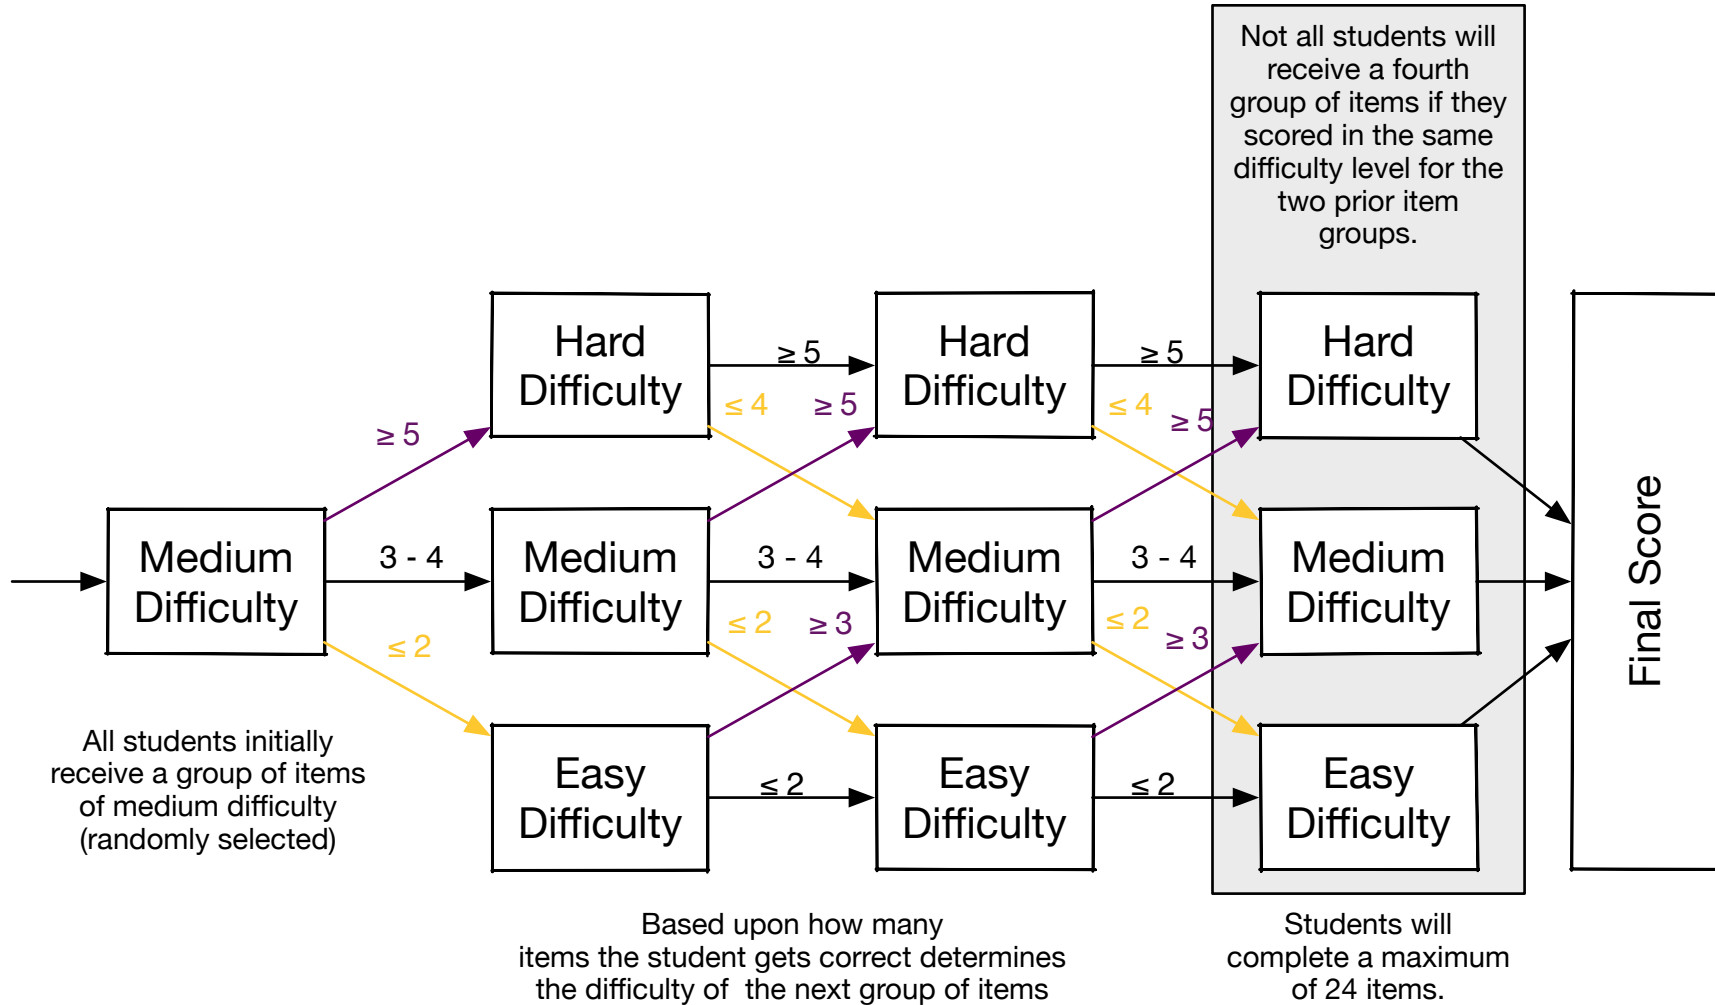 Not all students will
receive a fourth
group of items if they
scored in the same
difficulty level for the
two prior item
groups.
Hard
Difficulty
≥ 5
Hard
Difficulty
≥ 5
Hard
Difficulty
≥ 5
≤ 4
≥ 5
≤ 4
≥ 5
Medium
Difficulty
3 - 4
Medium
Difficulty
3 - 4
Medium
Difficulty
3 - 4
Medium
Difficulty
Final Score
≤ 2
≤ 2
≥ 3
≤ 2
≥ 3
All students initially
receive a group of items
of medium difficulty
(randomly selected)
Easy
Difficulty
≤ 2
Easy
Difficulty
≤ 2
Easy
Difficulty
Based upon how many
items the student gets correct determines
the difficulty of the next group of items
Students will
complete a maximum
of 24 items.